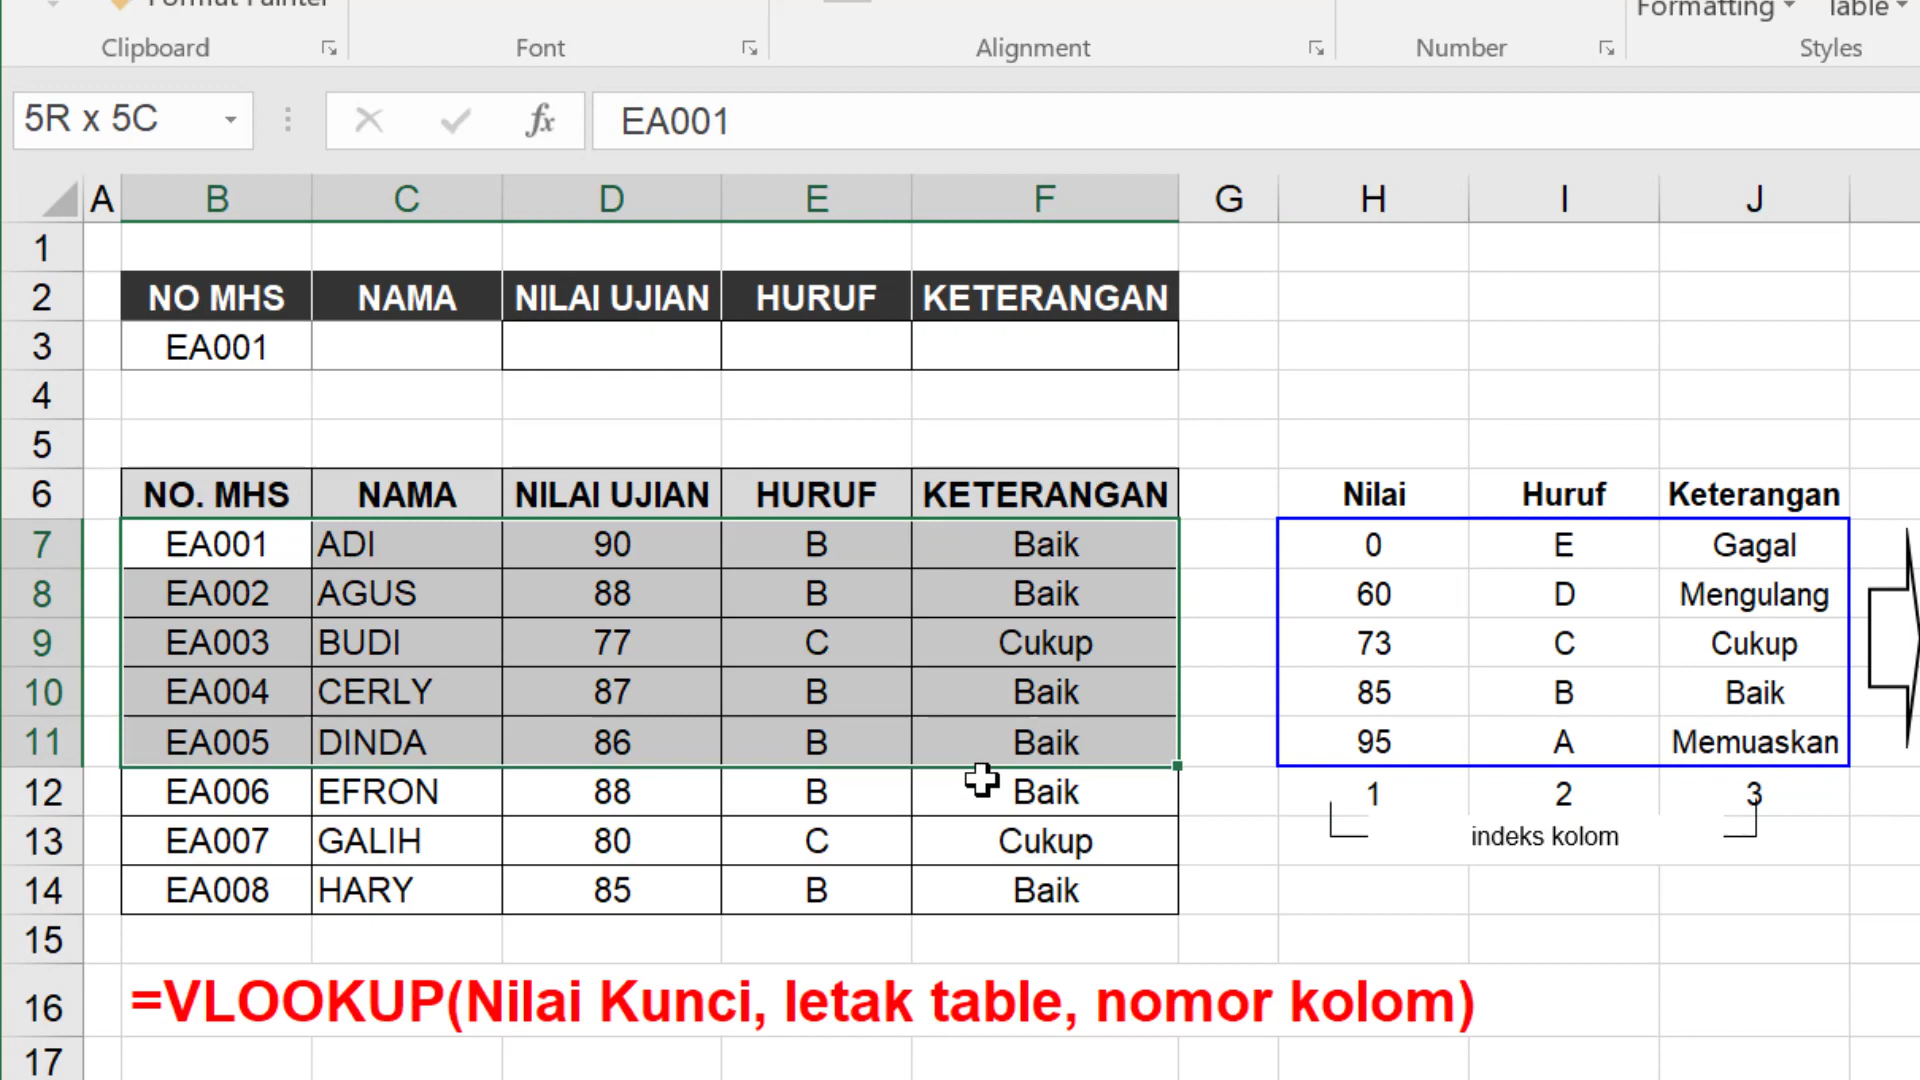 Format Painter
Formatting
Table
Clipboard Font Alignment Number Styles
5R x 5C fx EA001
A B C D E F G H I J
1
2 NO MHS NAMA NILAI UJIAN HURUF KETERANGAN
3 EA001
4
5
6 NO. MHS NAMA NILAI UJIAN HURUF KETERANGAN Nilai Huruf Keterangan
7 EA001 ADI 90 B Baik 0 E Gagal
8 EA002 AGUS 88 B Baik 60 D Mengulang
9 EA003 BUDI 77 C Cukup 73 C Cukup
10 EA004 CERLY 87 B Baik 85 B Baik
11 EA005 DINDA 86 B Baik 95 A Memuaskan
12 EA006 EFRON 88 B Baik 1 2 3
13 EA007 GALIH 80 C Cukup indeks kolom
14 EA008 HARY 85 B Baik
15
16 =VLOOKUP(Nilai Kunci, letak table, nomor kolom)
17